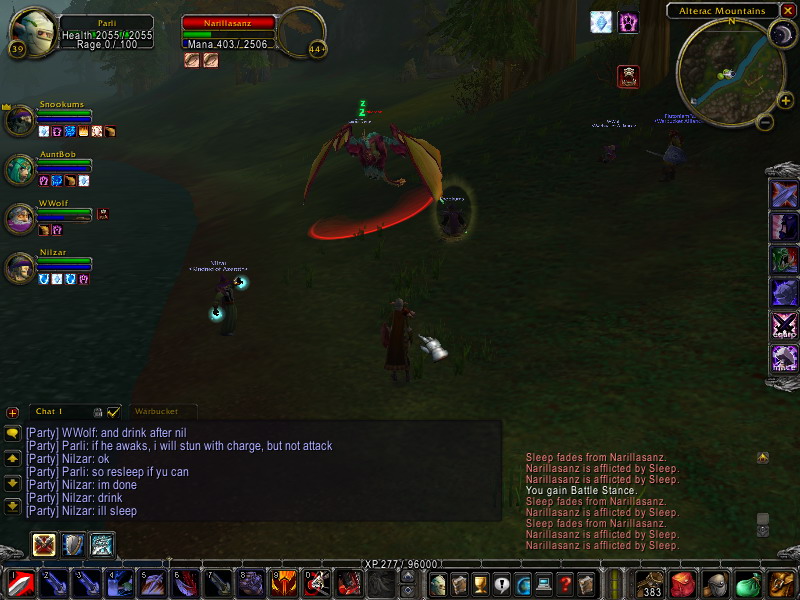 Parli
Health 2055 / 2055
Rage 0 / 100
39
Narillasanz
Mana 403 / 2506
44+
Alterac Mountains
N
Snookums
AuntBob
WWolf
Nilzar
z
z
Nilzar
Chat 1
Warbucket
[Party] WWolf: and drink after nil
[Party] Parli: if he awaks, i will stun with charge, but not attack
[Party] Nilzar: ok
[Party] Parli: so resleep if yu can
[Party] Nilzar: im done
[Party] Nilzar: drink
[Party] Nilzar: ill sleep
Sleep fades from Narillasanz.
Narillasanz is afflicted by Sleep.
Narillasanz is afflicted by Sleep.
You gain Battle Stance.
Sleep fades from Narillasanz.
Narillasanz is afflicted by Sleep.
Sleep fades from Narillasanz.
Narillasanz is afflicted by Sleep.
Narillasanz is afflicted by Sleep.
XP 277 / 96000
383